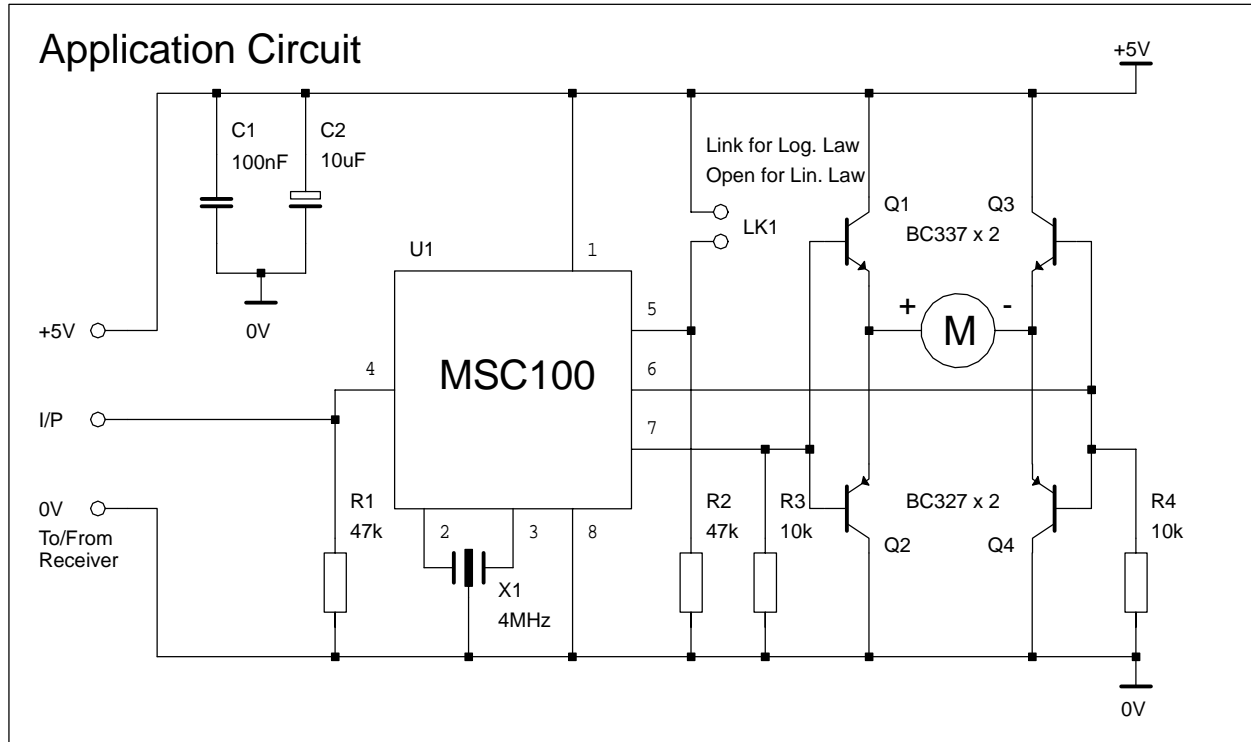 Application Circuit
+5V
C1
100nF
C2
10uF
0V
Link for Log. Law
Open for Lin. Law
LK1
Q1
Q3
BC337 x 2
U1
1
5
+5V
4
MSC100
6
+
M
-
I/P
7
0V
To/From
Receiver
R1
47k
2
3
8
X1
4MHz
R2
47k
R3
10k
BC327 x 2
Q2
Q4
R4
10k
0V